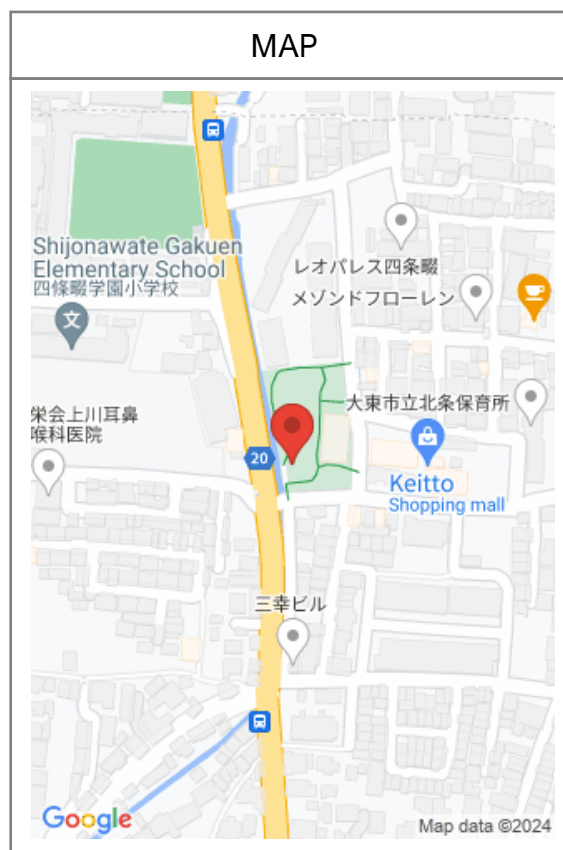 MAP
Shijonawate Gakuen
Elementary School
四條畷学園小学校
文
レオパレス四条畷
メゾンドフローレン
大東市立北条保育所
栄会上川耳鼻
喉科医院
20
Keitto
Shopping mall
三幸ビル
Google
Map data ©2024